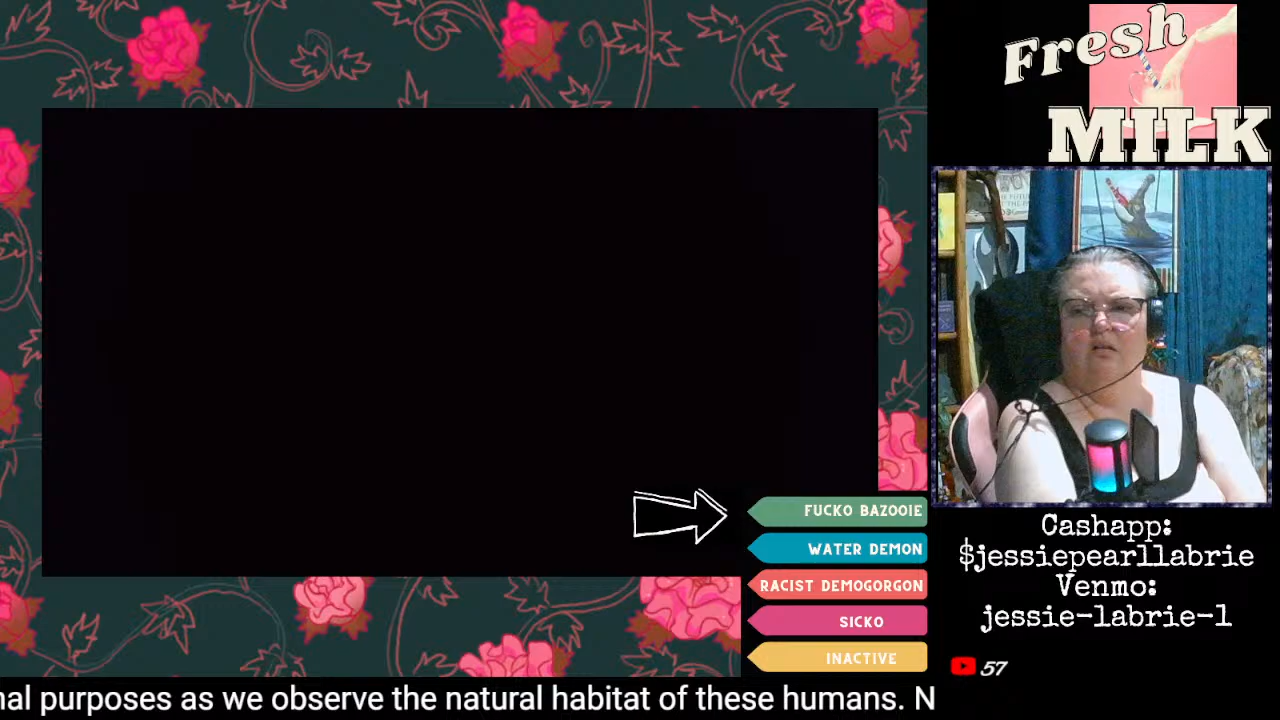 Fresh
MILK
FUCKO BAZOOIE
WATER DEMON
RACIST DEMOGORGON
SICKO
INACTIVE
Cashapp:
$jessiepearllabrie
Venmo:
jessie-labrie-1
57
nal purposes as we observe the natural habitat of these humans. N